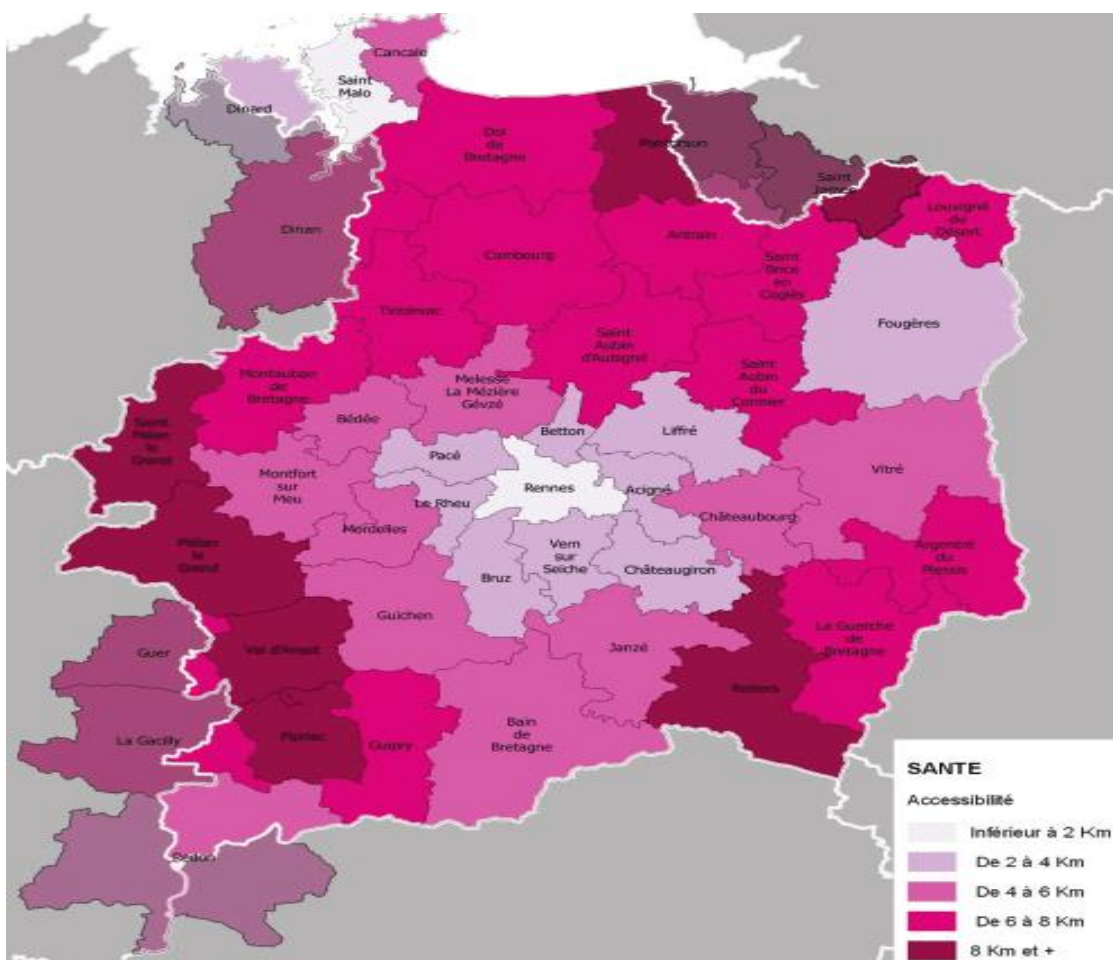 Cancale
Saint
Malo
Dinard
Dol
de
Bretagne
Pontorson
Saint
James
Louvigné
du
Désert
Dinan
Combourg
Antrain
Saint
Brice
en
Coglès
Fougères
Tinténiac
Saint
Aubin
d'Aubigné
Saint
Aubin
du
Cormier
Montauban
de
Bretagne
Melesse
La Mézière
Gévzé
Bédée
Saint
Méen
le
Grand
Betton
Liffré
Pacé
Vitré
Montfort
sur
Meu
Rennes
Acigné
Le Rheu
Châteaubourg
Mordelles
Plélan
le
Grand
Vern
sur
Seiche
Châteaugiron
Argentré
du
Plessis
Bruz
Guichen
La Guerche
de
Bretagne
Janzé
Guer
Val d'Anast
Retiers
La Gacilly
Pipriac
Guipry
Bain
de
Bretagne
Redon
SANTE
Accessibilité
Inférieur à 2 Km
De 2 à 4 Km
De 4 à 6 Km
De 6 à 8 Km
8 Km et +